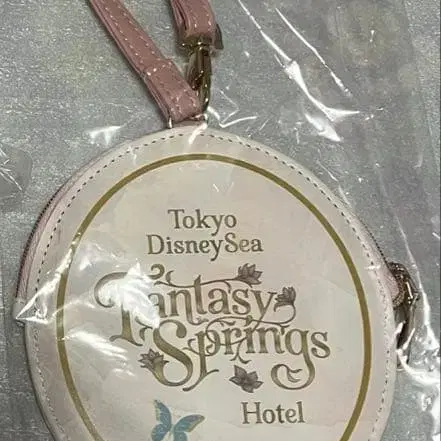 Tokyo
DisneySea
Fantasy
Springs
Hotel